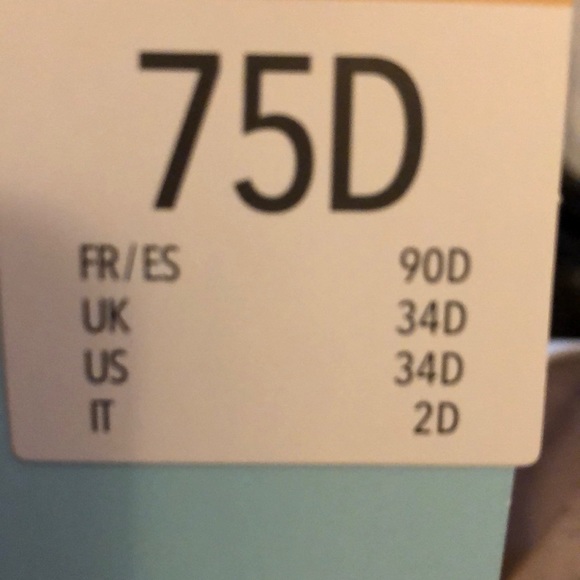 75D
FR/ES 90D
UK 34D
US 34D
IT 2D